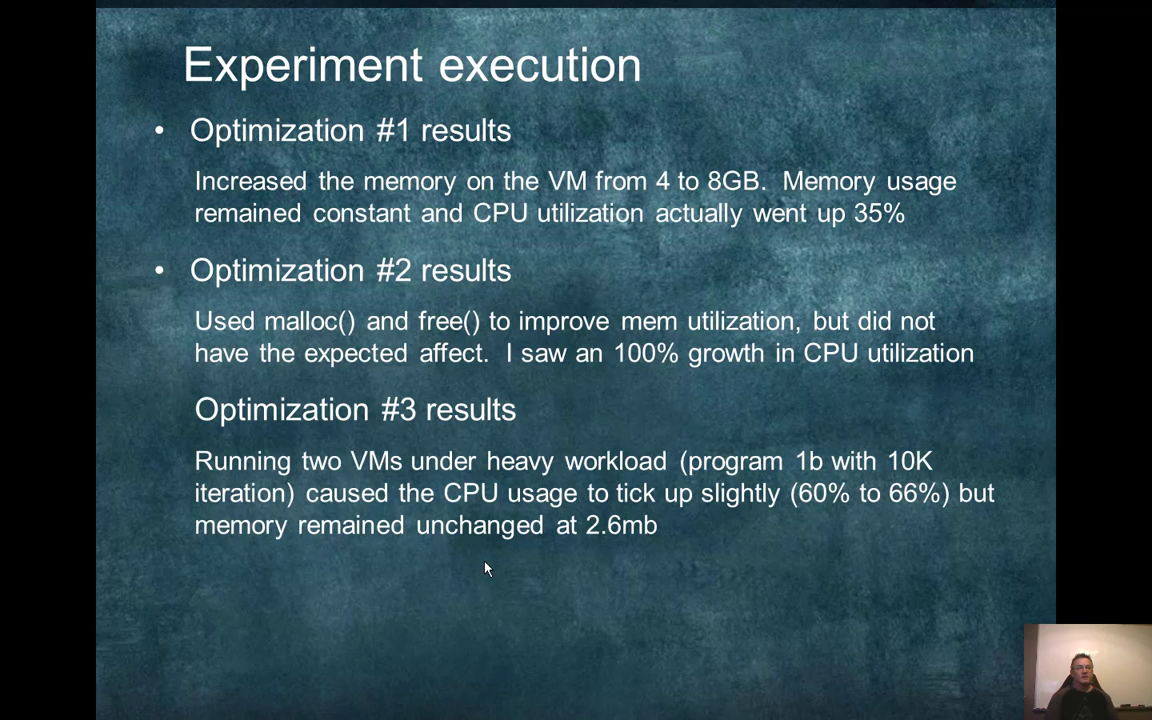 Experiment execution
• Optimization #1 results
Increased the memory on the VM from 4 to 8GB. Memory usage
remained constant and CPU utilization actually went up 35%
• Optimization #2 results
Used malloc() and free() to improve mem utilization, but did not
have the expected affect. I saw an 100% growth in CPU utilization
Optimization #3 results
Running two VMs under heavy workload (program 1b with 10K
iteration) caused the CPU usage to tick up slightly (60% to 66%) but
memory remained unchanged at 2.6mb